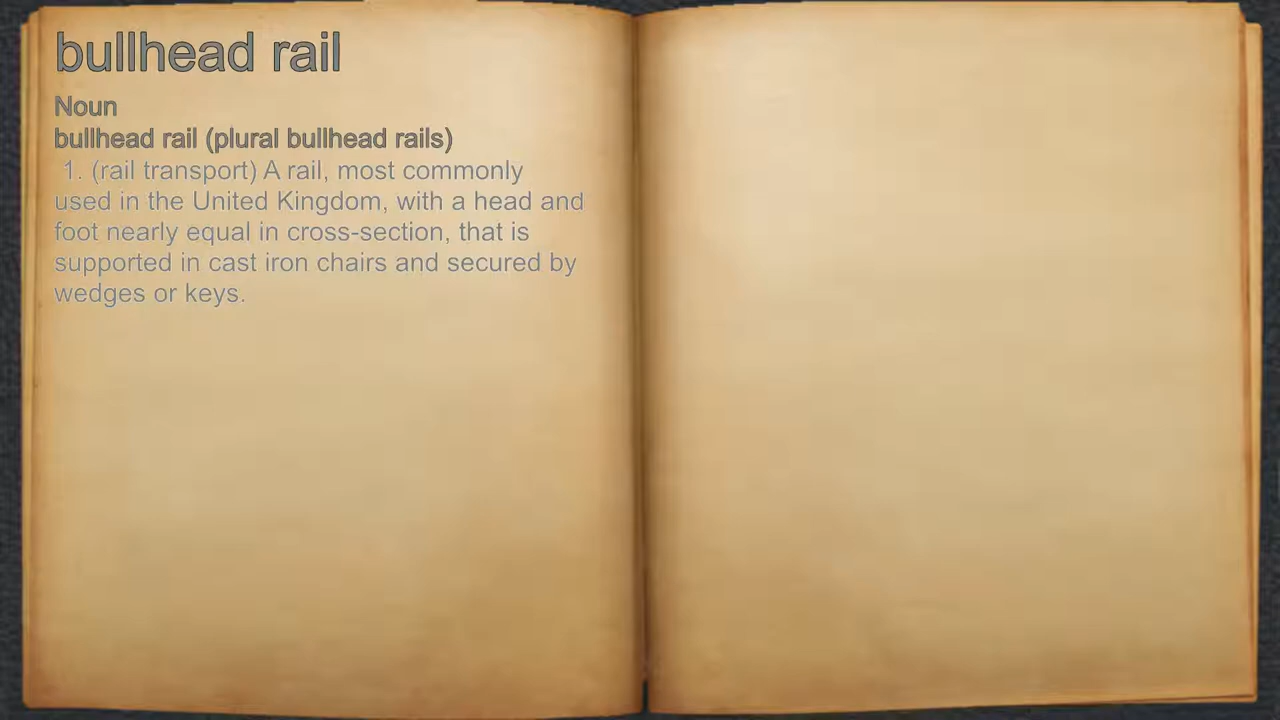 bullhead rail
Noun
bullhead rail (plural bullhead rails)
1. (rail transport) A rail, most commonly
used in the United Kingdom, with a head and
foot nearly equal in cross-section, that is
supported in cast iron chairs and secured by
wedges or keys.